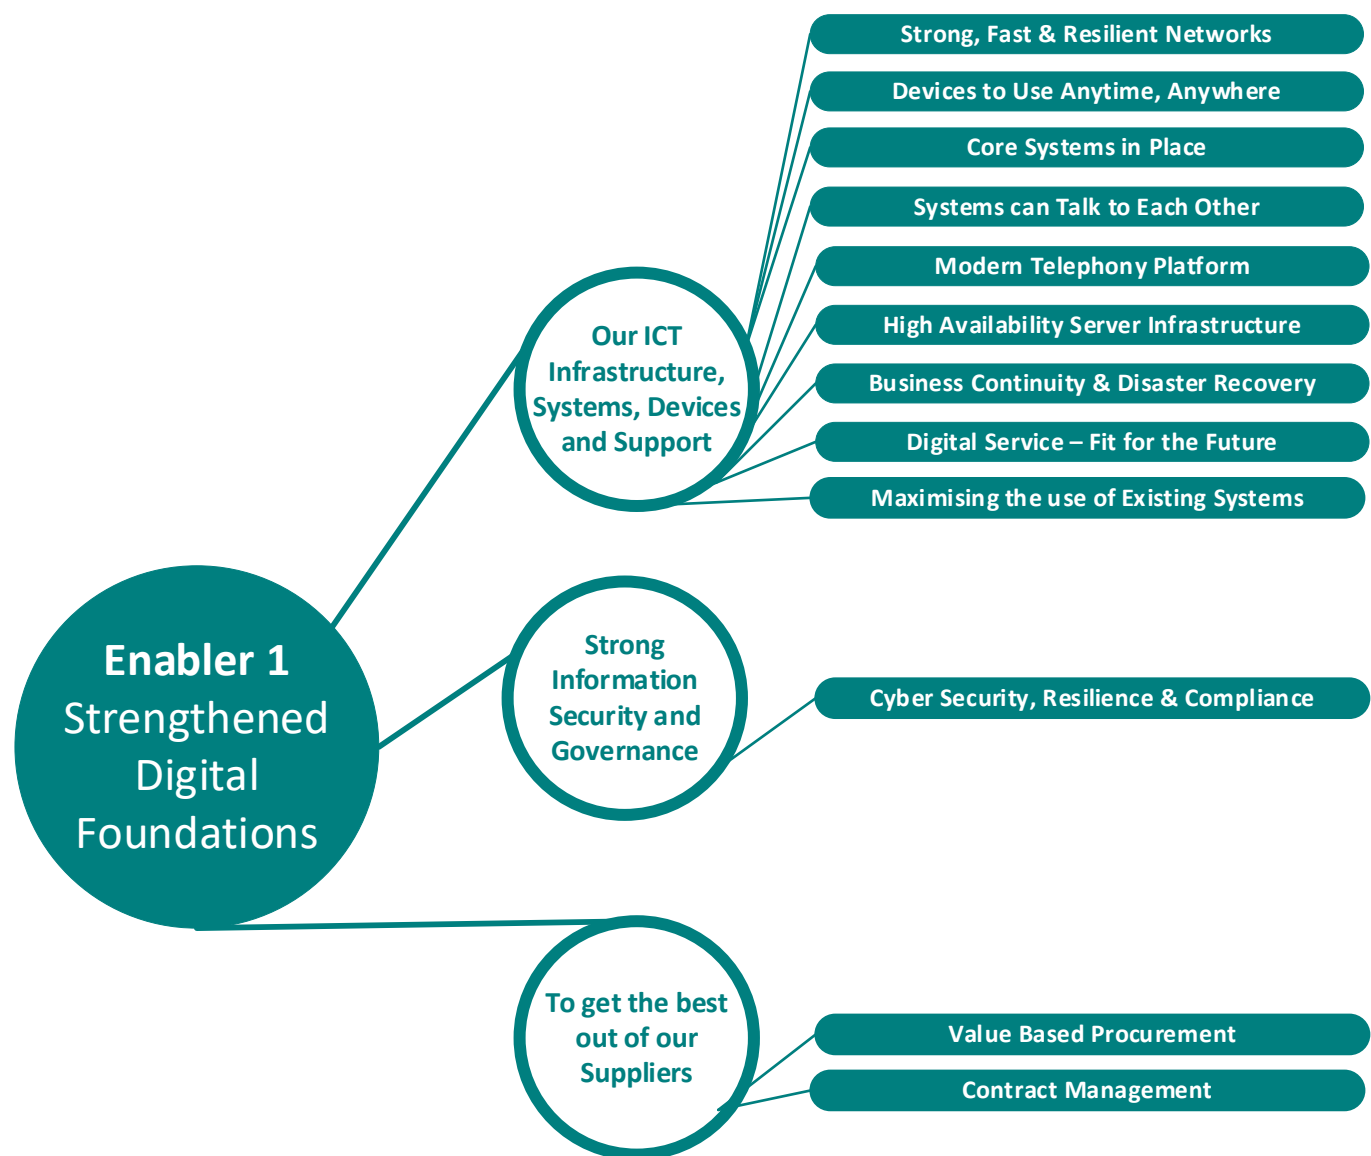 Strong, Fast & Resilient Networks
Devices to Use Anytime, Anywhere
Core Systems in Place
Systems can Talk to Each Other
Modern Telephony Platform
High Availability Server Infrastructure
Business Continuity & Disaster Recovery
Digital Service – Fit for the Future
Maximising the use of Existing Systems
Our ICT
Infrastructure,
Systems, Devices
and Support
Enabler 1
Strengthened
Digital
Foundations
Strong
Information
Security and
Governance
Cyber Security, Resilience & Compliance
To get the best
out of our
Suppliers
Value Based Procurement
Contract Management